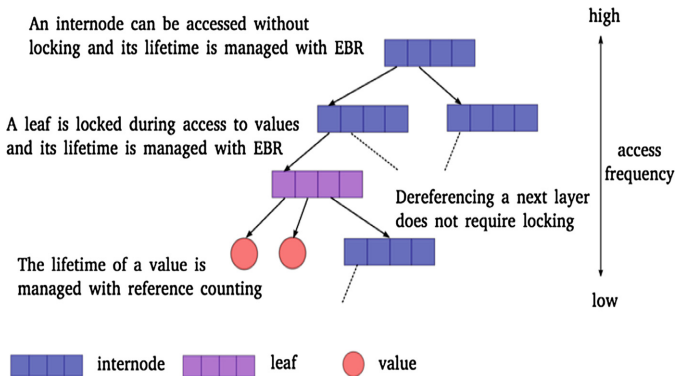 An internode can be accessed without
locking and its lifetime is managed with EBR
high
A leaf is locked during access to values
and its lifetime is managed with EBR
access
frequency
Dereferencing a next layer
does not require locking
The lifetime of a value is
managed with reference counting
low
internode
leaf
value